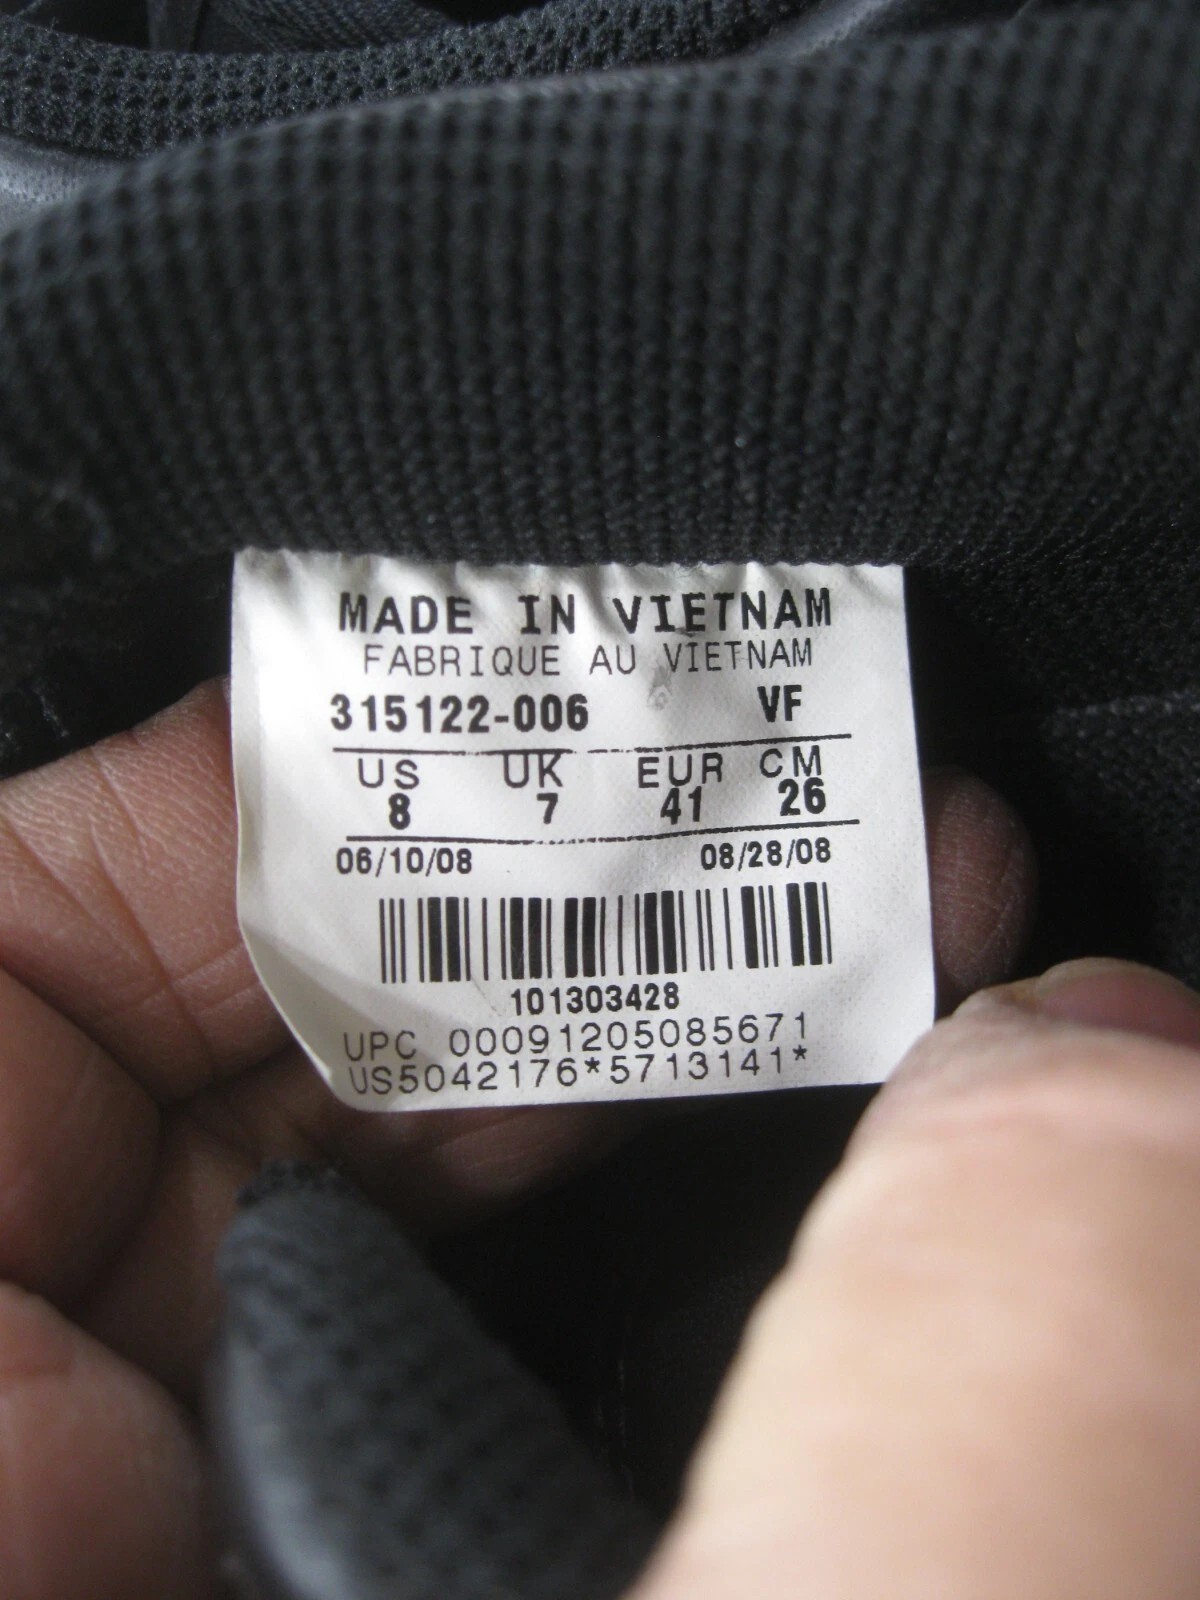 MADE IN VIETNAM
FABRIQUE AU VIETNAM
315122-006 VF
US UK EUR CM
8 7 41 26
06/10/08 08/28/08
101303428
UPC 00091205085671
US5042176*5713141*